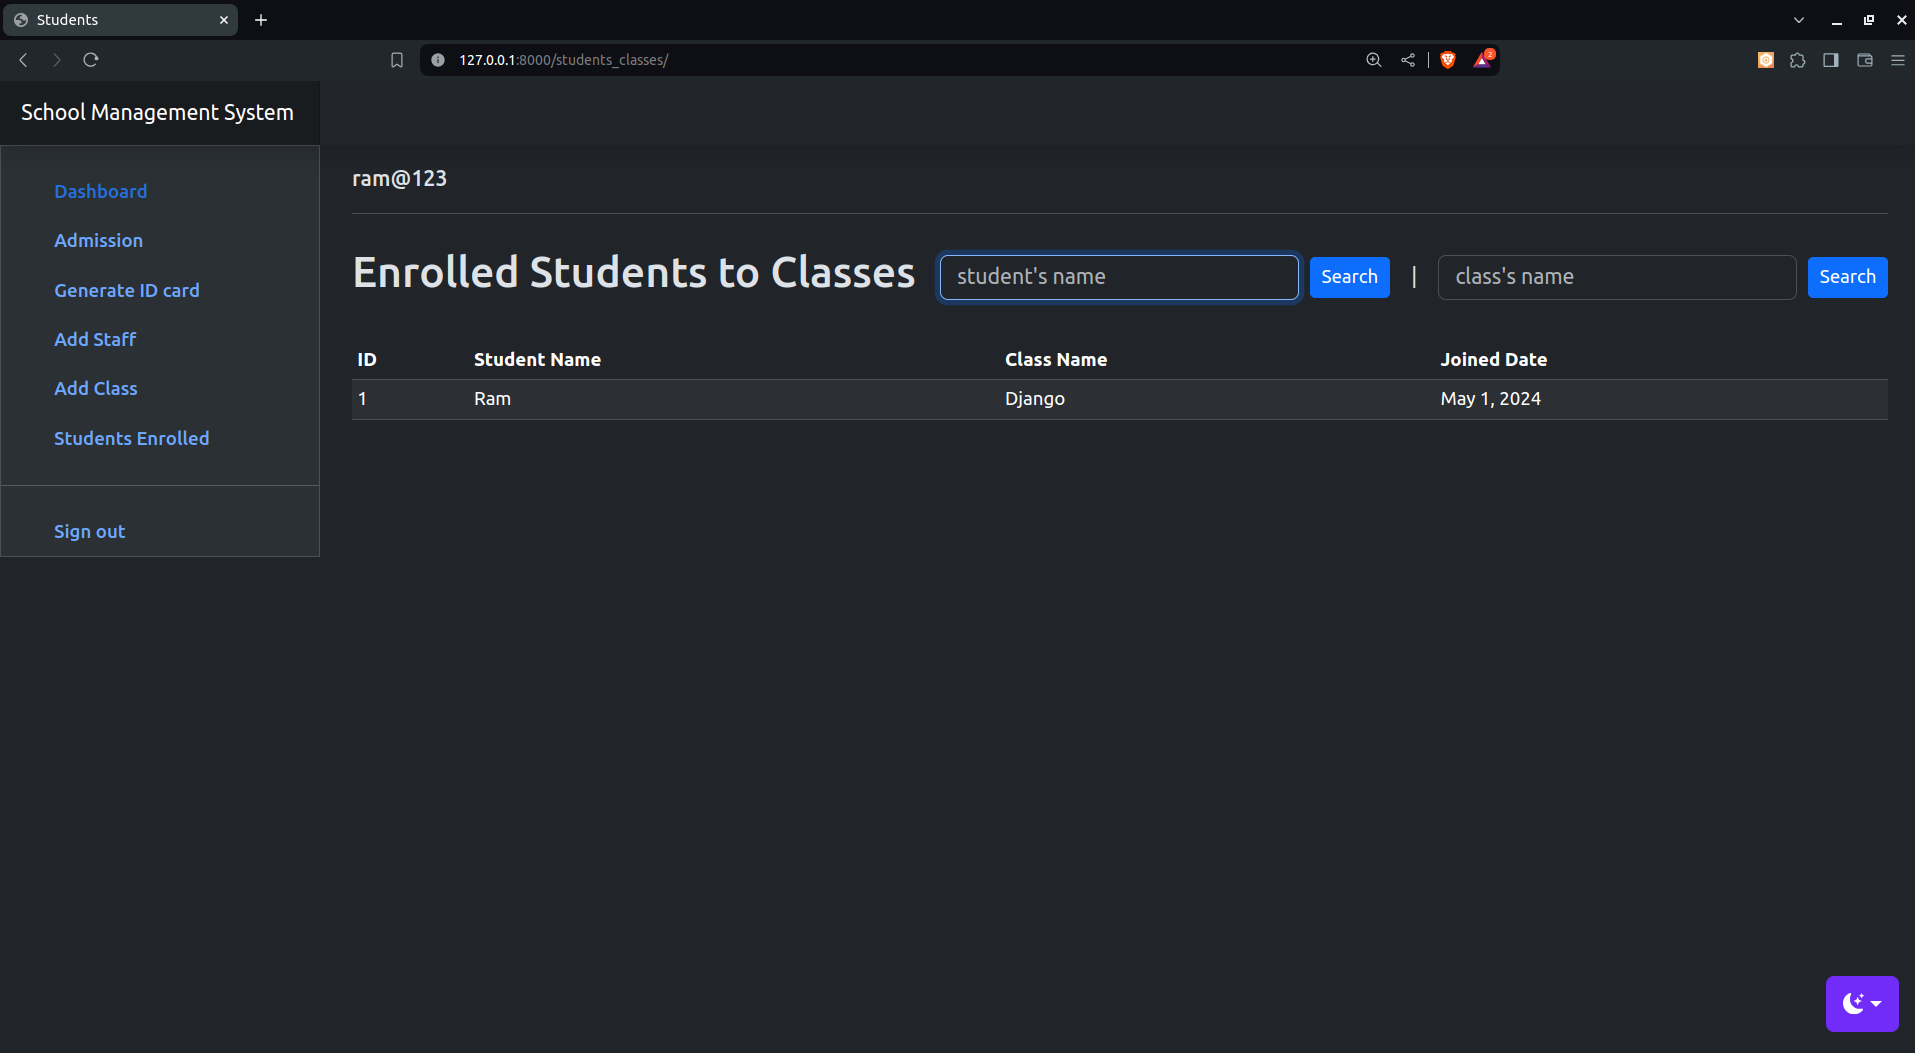 Students
127.0.0.1:8000/students_classes/
2
School Management System
Dashboard
Admission
Generate ID card
Add Staff
Add Class
Students Enrolled
Sign out
ram@123
Enrolled Students to Classes student's name Search | class's name Search
ID Student Name Class Name Joined Date
1 Ram Django May 1, 2024